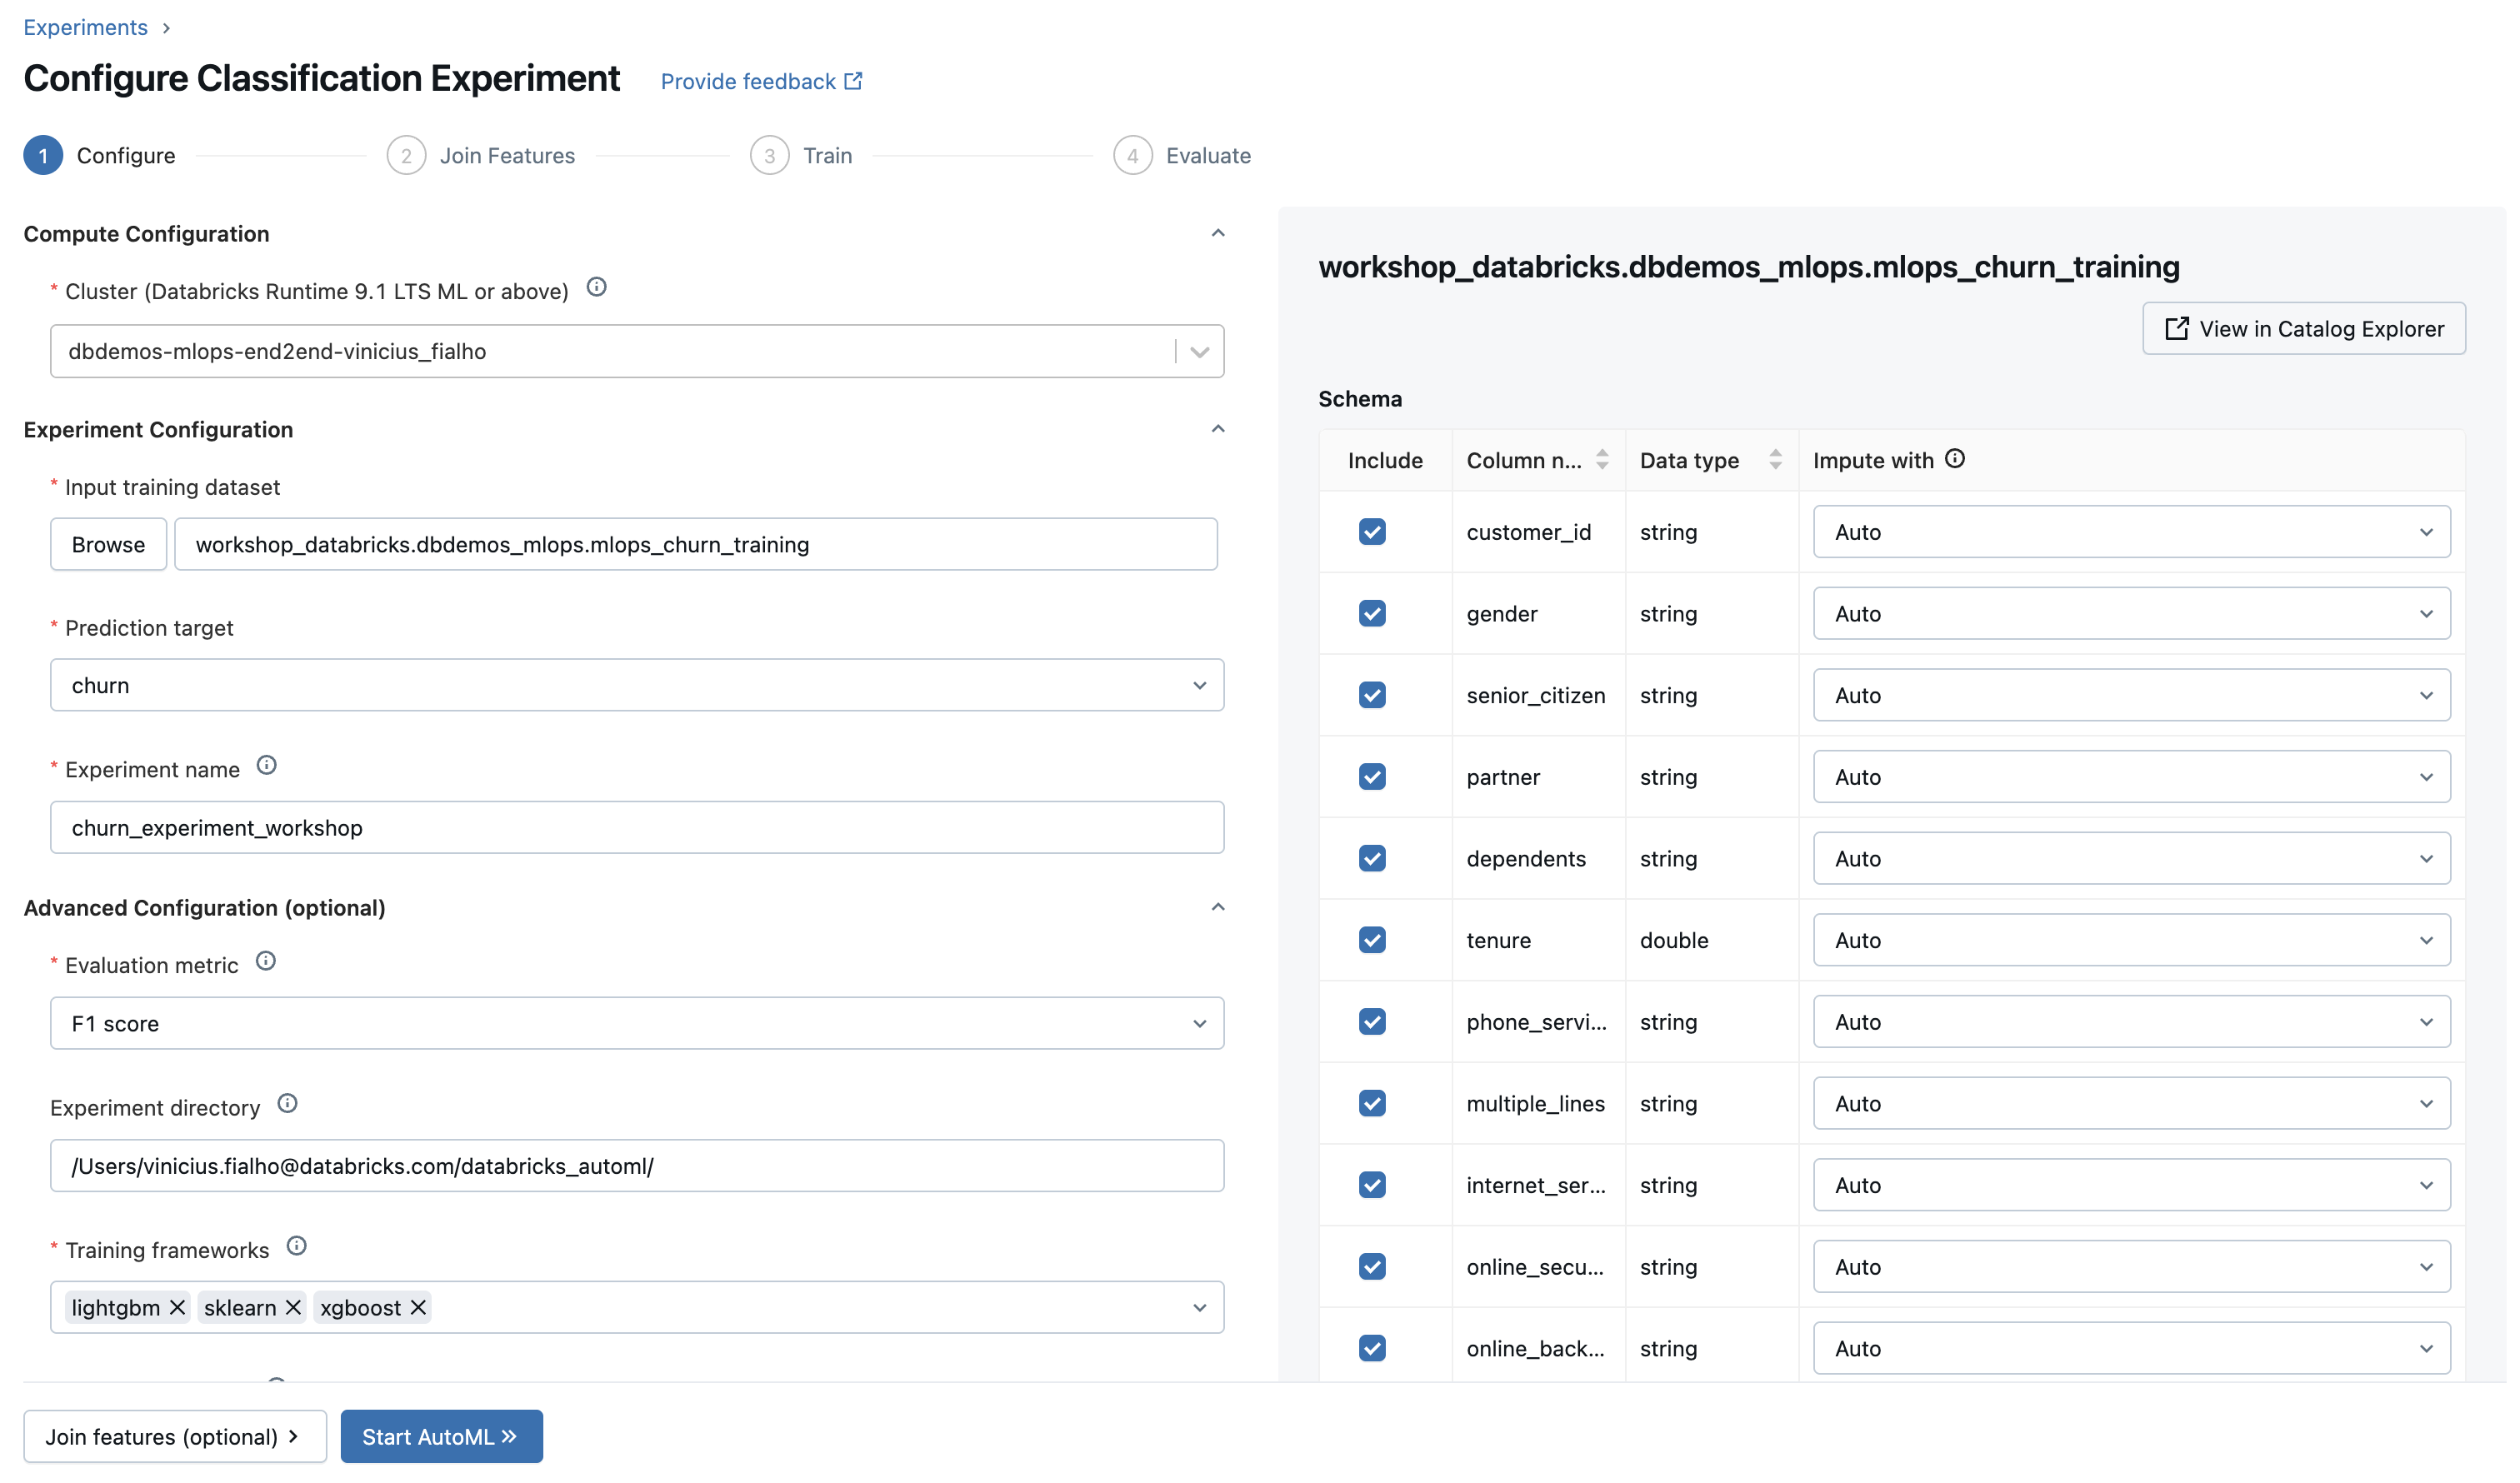 Experiments
Configure Classification Experiment Provide feedback
1 Configure 2 Join Features 3 Train 4 Evaluate
Compute Configuration
* Cluster (Databricks Runtime 9.1 LTS ML or above)
dbdemos-mlops-end2end-vinicius_fialho
Experiment Configuration
* Input training dataset
Browse workshop_databricks.dbdemos_mlops.mlops_churn_training
* Prediction target
churn
* Experiment name
churn_experiment_workshop
Advanced Configuration (optional)
* Evaluation metric
F1 score
Experiment directory
/Users/vinicius.fialho@databricks.com/databricks_automl/
* Training frameworks
lightgbm sklearn xgboost
Join features (optional) Start AutoML
workshop_databricks.dbdemos_mlops.mlops_churn_training
View in Catalog Explorer
Schema
Include Column n... Data type Impute with
customer_id string Auto
gender string Auto
senior_citizen string Auto
partner string Auto
dependents string Auto
tenure double Auto
phone_servi... string Auto
multiple_lines string Auto
internet_ser... string Auto
online_secu... string Auto
online_back... string Auto